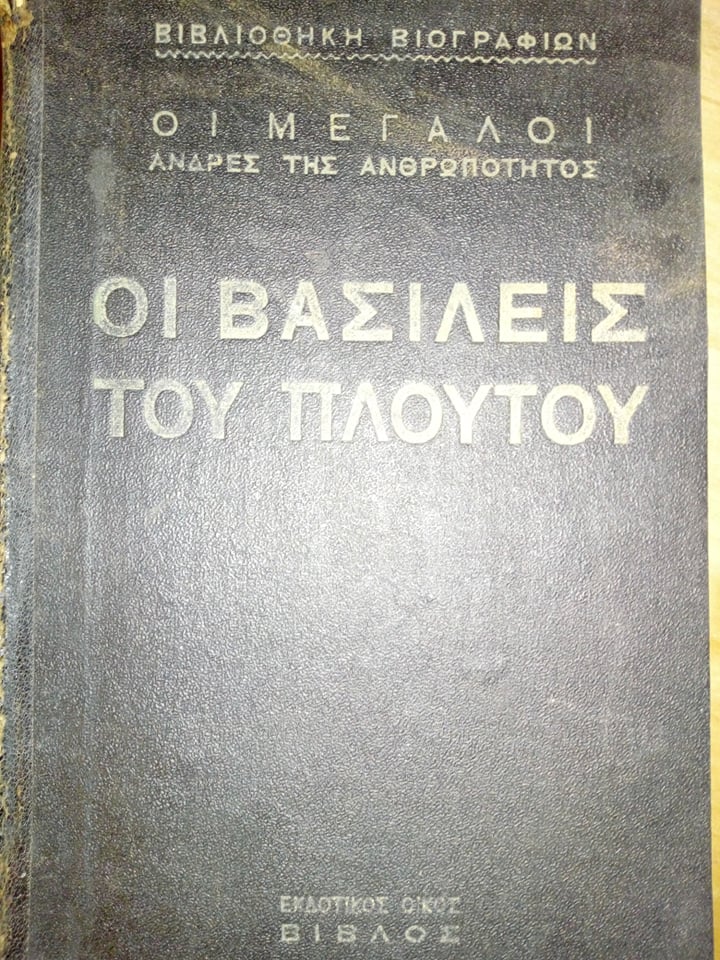 ΒΙΒΛΙΟΘΗΚΗ ΒΙΟΓΡΑΦΙΩΝ
ΟΙ ΜΕΓΑΛΟΙ
ΑΝΔΡΕΣ ΤΗΣ ΑΝΘΡΩΠΟΤΗΤΟΣ
ΟΙ ΒΑΣΙΛΕΙΣ
ΤΟΥ ΠΛΟΥΤΟΥ
ΕΚΔΟΤΙΚΟΣ ΟΙΚΟΣ
ΒΙΒΛΟΣ